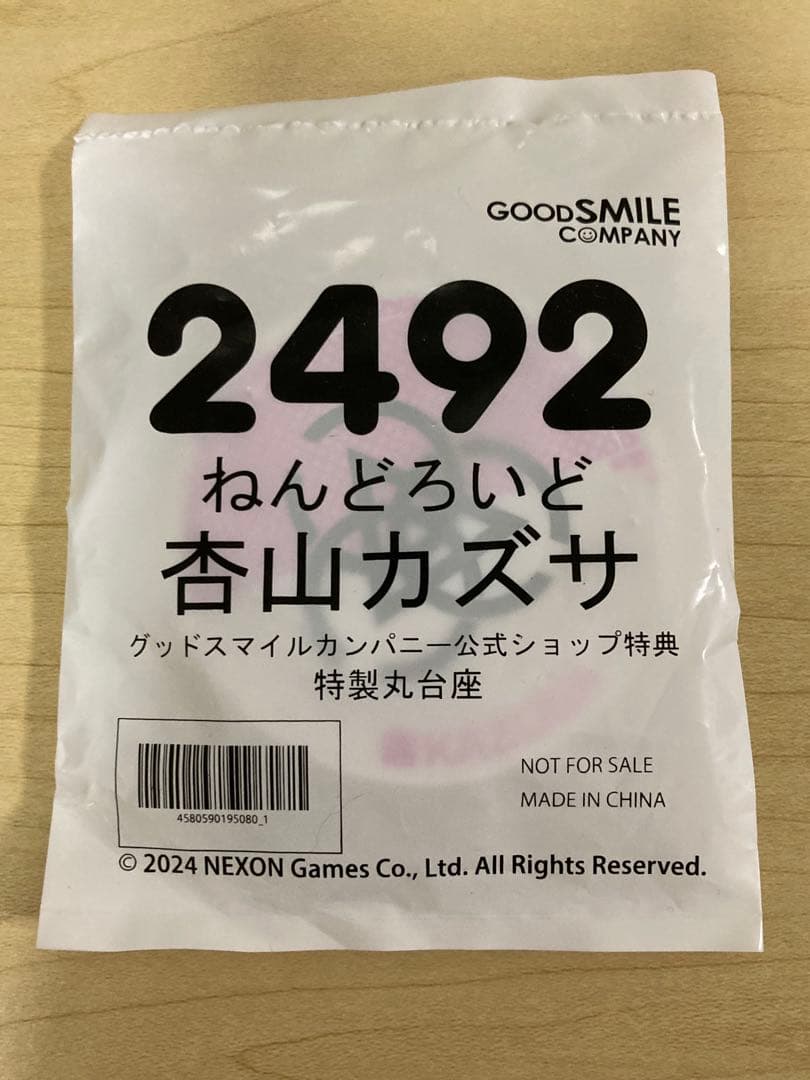 GOODSMILE
COMPANY
2492
ねんどろいど
杏山カズサ
グッドスマイルカンパニー公式ショップ特典
特製丸台座
4580590195080_1
NOT FOR SALE
MADE IN CHINA
© 2024 NEXON Games Co., Ltd. All Rights Reserved.